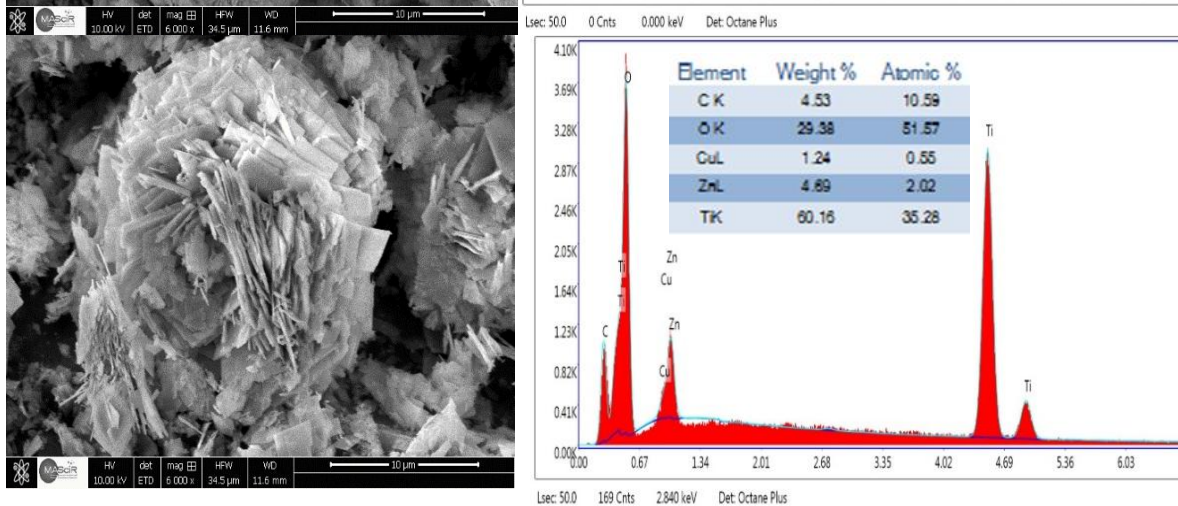 MAScIR HV det mag HFW WD 10 µm
10.00 kV ETD 6 000 x 34.5 µm 11.6 mm
Lsec: 50.0 0 Cnts 0.000 keV Det: Octane Plus
4.10K
3.69K
3.28K
2.87K
2.46K
2.05K
1.64K
1.23K
0.82K
0.41K
0.00K
0.00 0.67 1.34 2.01 2.68 3.35 4.02 4.69 5.36 6.03
C
O
Ti
Ti
Zn
Cu
Zn
Cu
Ti
Ti
Element Weight % Atomic %
C K 4.53 10.59
O K 29.38 51.57
CuL 1.24 0.55
ZnL 4.69 2.02
TiK 60.16 35.28
MAScIR HV det mag HFW WD 10 µm
10.00 kV ETD 6 000 x 34.5 µm 11.6 mm
Lsec: 50.0 169 Cnts 2.840 keV Det: Octane Plus